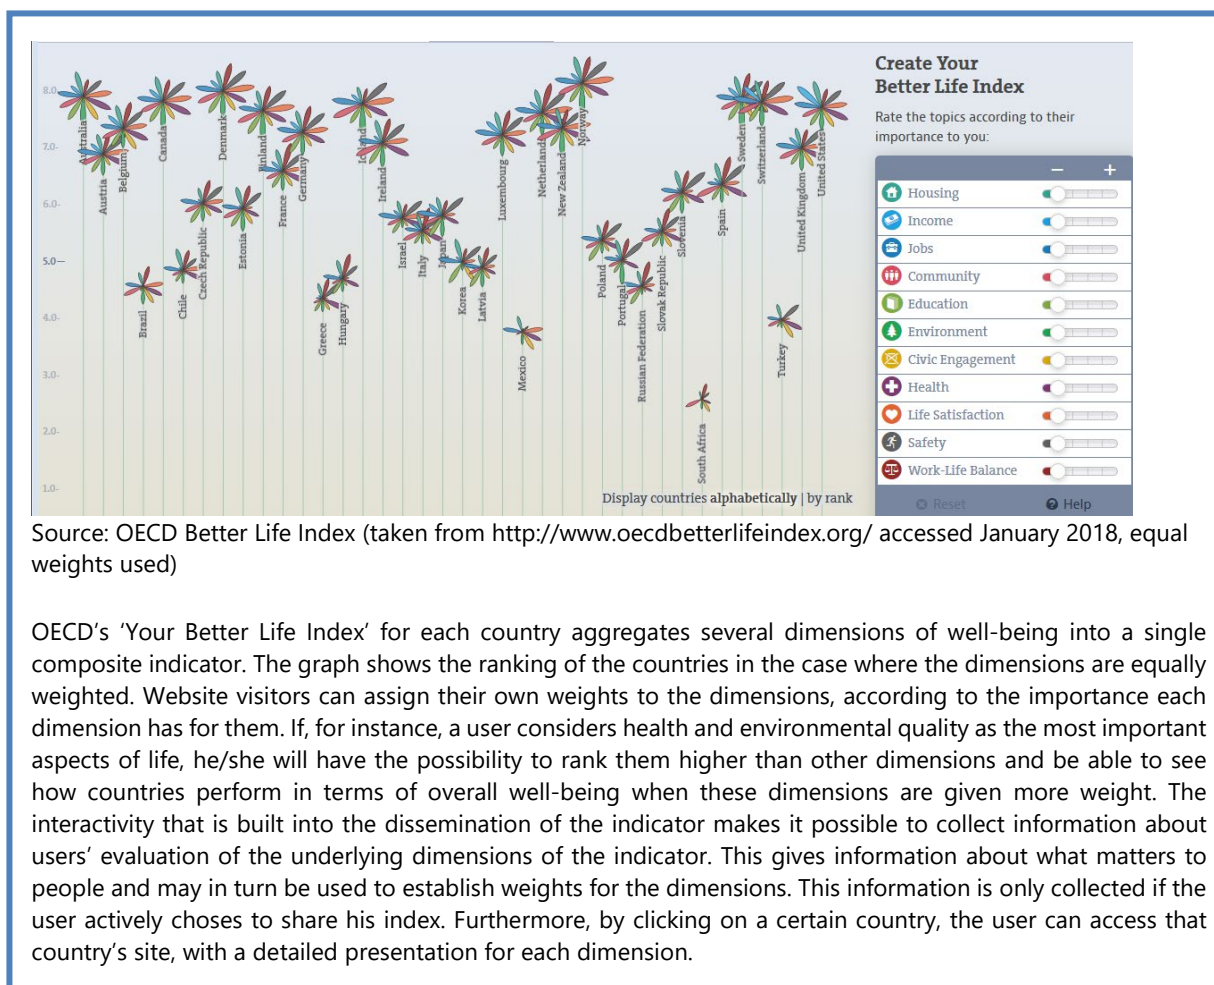 Create Your
Better Life Index
Rate the topics according to their
importance to you:
− +
Housing
Income
Jobs
Community
Education
Environment
Civic Engagement
Health
Life Satisfaction
Safety
Work-Life Balance
Reset Help
8.0-
7.0-
6.0-
5.0—
4.0-
3.0-
2.0-
1.0-
Australia
Austria
Belgium
Brazil
Canada
Chile
Czech Republic
Denmark
Estonia
Finland
France
Germany
Greece
Hungary
Iceland
Ireland
Israel
Italy
Japan
Korea
Latvia
Luxembourg
Mexico
Netherlands
New Zealand
Norway
Poland
Portugal
Russian Federation
Slovak Republic
Slovenia
South Africa
Spain
Sweden
Switzerland
Turkey
United Kingdom
United States
Display countries alphabetically | by rank
Source: OECD Better Life Index (taken from http://www.oecdbetterlifeindex.org/ accessed January 2018, equal
weights used)
OECD’s ‘Your Better Life Index’ for each country aggregates several dimensions of well-being into a single
composite indicator. The graph shows the ranking of the countries in the case where the dimensions are equally
weighted. Website visitors can assign their own weights to the dimensions, according to the importance each
dimension has for them. If, for instance, a user considers health and environmental quality as the most important
aspects of life, he/she will have the possibility to rank them higher than other dimensions and be able to see
how countries perform in terms of overall well-being when these dimensions are given more weight. The
interactivity that is built into the dissemination of the indicator makes it possible to collect information about
users’ evaluation of the underlying dimensions of the indicator. This gives information about what matters to
people and may in turn be used to establish weights for the dimensions. This information is only collected if the
user actively choses to share his index. Furthermore, by clicking on a certain country, the user can access that
country’s site, with a detailed presentation for each dimension.